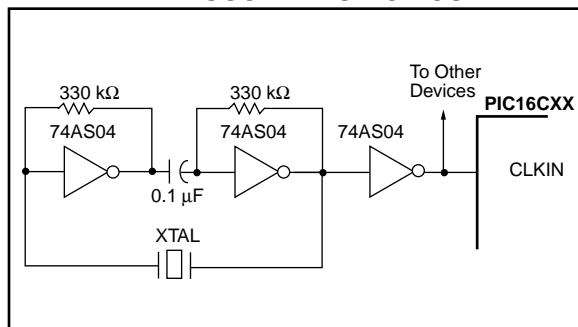 To Other
Devices
330 kΩ
330 kΩ
PIC16CXX
74AS04
74AS04
74AS04
CLKIN
0.1 µF
XTAL